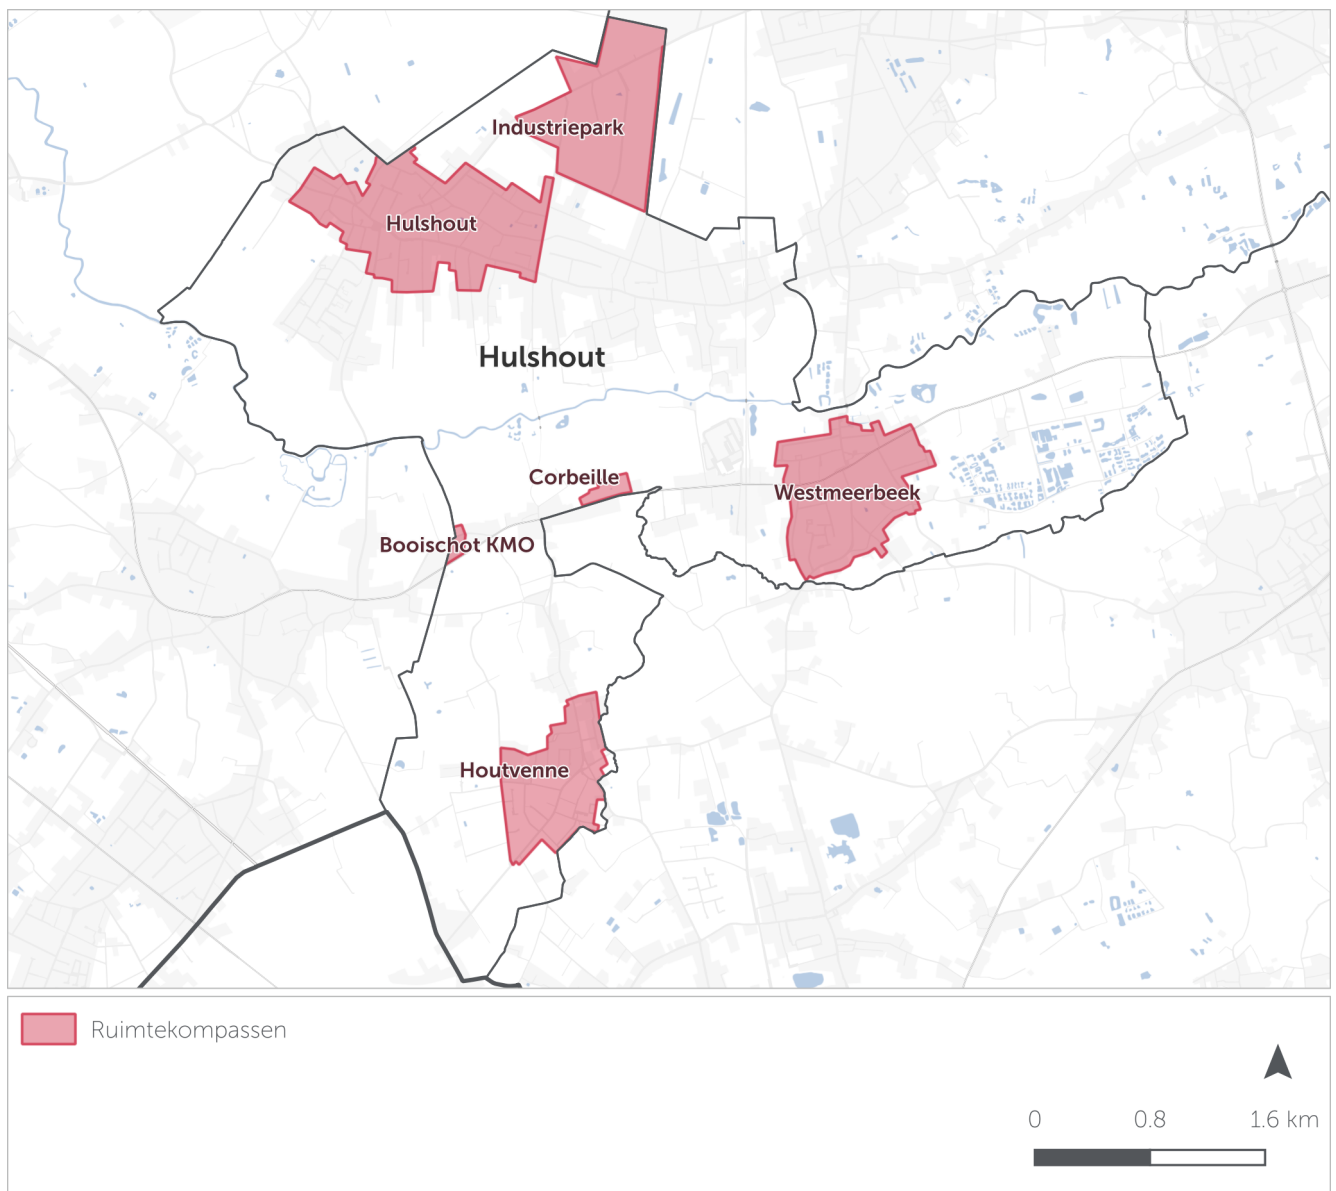 Industriepark
Hulshout
Hulshout
Corbeille
Westmeerbeek
Booischot KMO
Houtvenne
Ruimtekompassen
0 0.8 1.6 km